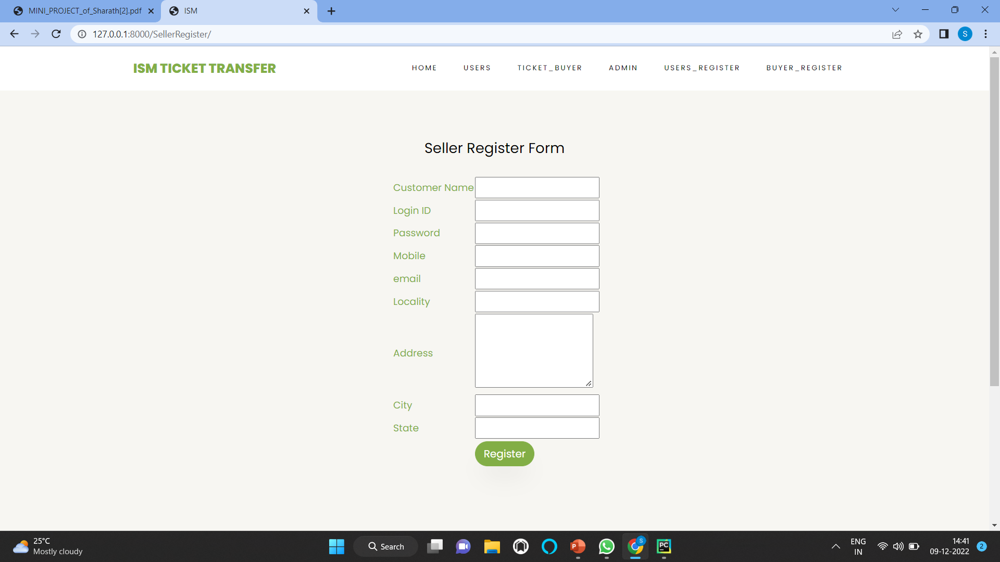 MINI_PROJECT_of_Sharath[2].pdf
ISM
127.0.0.1:8000/SellerRegister/
S
ISM TICKET TRANSFER
HOME USERS TICKET_BUYER ADMIN USERS_REGISTER BUYER_REGISTER
Seller Register Form
Customer Name
Login ID
Password
Mobile
email
Locality
Address
City
State
Register
25°C
Mostly cloudy
Search
P
S
PC
ENG
IN
14:41
09-12-2022
2